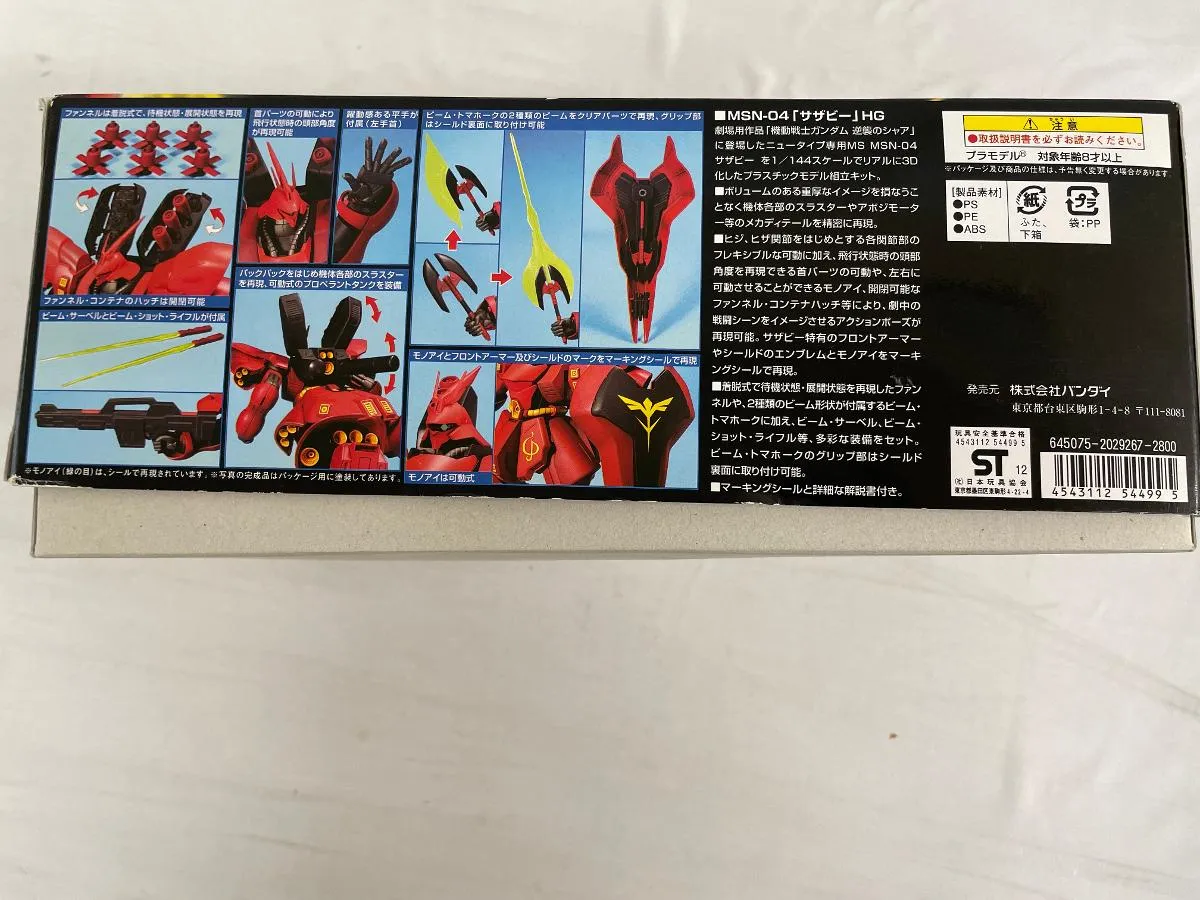 ファンネルは着脱式で、待機状態・展開状態を再現
ファンネル・コンテナのハッチは開閉可能
ビーム・サーベルとビーム・ショット・ライフルが付属
首パーツの可動により
飛行状態時の頭部角度
が再現可能
躍動感ある平手が
付属(左手首)
バックパックをはじめ機体各部のスラスター
を再現、可動式のプロペラントタンクを装備
ビーム・トマホークの2種類のビームをクリアパーツで再現、グリップ部
はシールド裏面に取り付け可能
モノアイとフロントアーマー及びシールドのマークをマーキングシールで再現
モノアイは可動式
※モノアイ(緑の目)は、シールで再現されています。※写真の完成品はパッケージ用に塗装してあります。
■MSN-04「サザビー」HG
劇場用作品「機動戦士ガンダム 逆襲のシャア」
に登場したニュータイプ専用MS MSN-04
サザビー を1/144スケールでリアルに3D
化したプラスチックモデル組立キット。
■ボリュームのある重厚なイメージを損なうこ
となく機体各部のスラスターやアポジモータ
ー等のメカディテールを精密に再現。
■ヒジ、ヒザ関節をはじめとする各関節部の
フレキシブルな可動に加え、飛行状態時の頭部
角度を再現できる首パーツの可動や、左右に
可動させることができるモノアイ、開閉可能な
ファンネル・コンテナハッチ等により、劇中の
戦闘シーンをイメージさせるアクションポーズが
再現可能。サザビー特有のフロントアーマー
やシールドのエンブレムとモノアイをマーキ
ングシールで再現。
■着脱式で待機状態・展開状態を再現したファン
ネルや、2種類のビーム形状が付属するビーム・
トマホークに加え、ビーム・サーベル、ビーム・
ショット・ライフル等、多彩な装備をセット。
ビーム・トマホークのグリップ部はシールド
裏面に取り付け可能。
■マーキングシールと詳細な解説書付き。
注意
●取扱説明書を必ずお読みください。
プラモデル® 対象年齢8才以上
※パッケージ及び商品の仕様は、予告無く変更する場合があります。
[製品素材]
●PS
●PE
●ABS
紙
ふた、
下箱
プラ
袋:PP
発売元 株式会社バンダイ
東京都台東区駒形1-4-8 〒111-8081
玩具安全基準合格
4543112 54499 5
ST 12
(社)日本玩具協会
東京都墨田区東駒形4-22-4
645075-2029267-2800
4 543112 544995